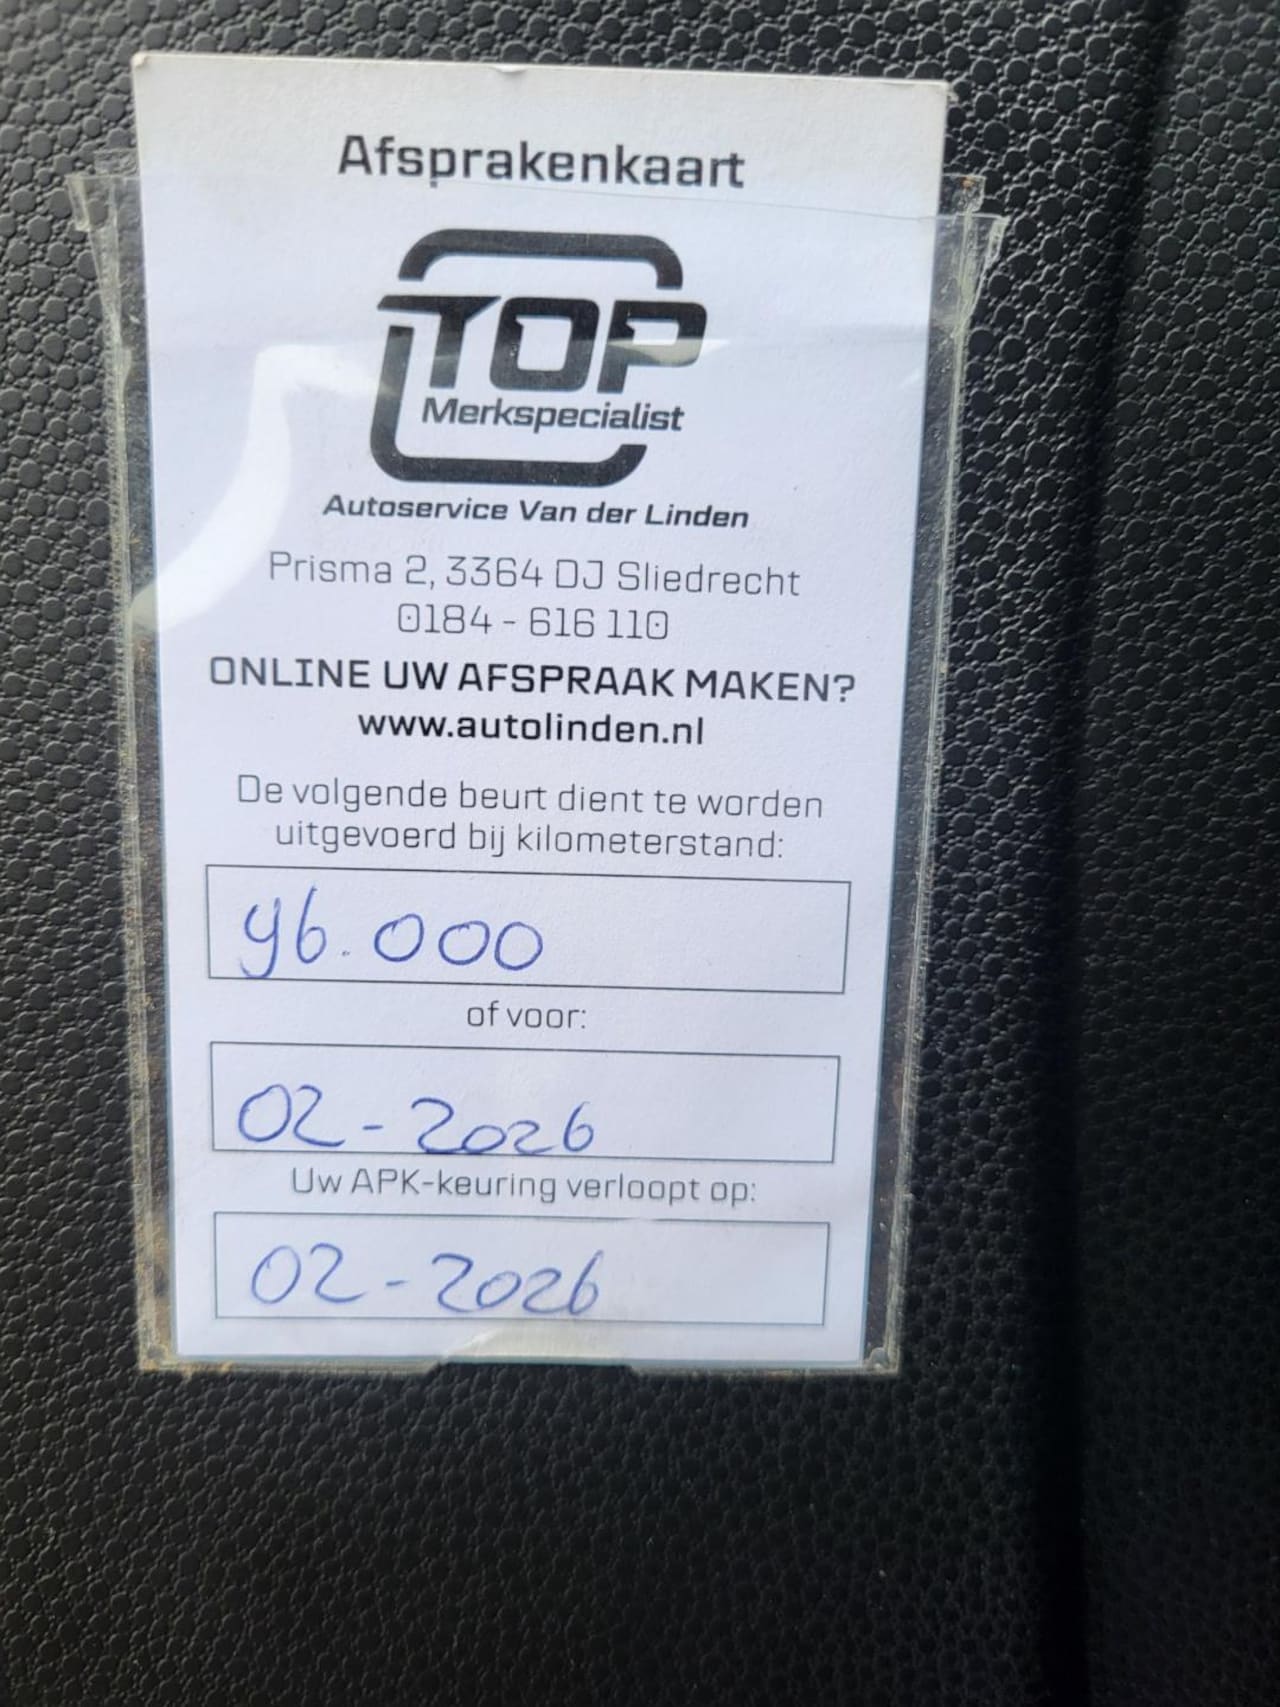 Afsprakenkaart
TOP
Merkspecialist
Autoservice Van der Linden
Prisma 2, 3364 DJ Sliedrecht
0184 - 616 110
ONLINE UW AFSPRAAK MAKEN?
www.autolinden.nl
De volgende beurt dient te worden
uitgevoerd bij kilometerstand:
96.000
of voor:
02-2026
Uw APK-keuring verloopt op:
02-2026